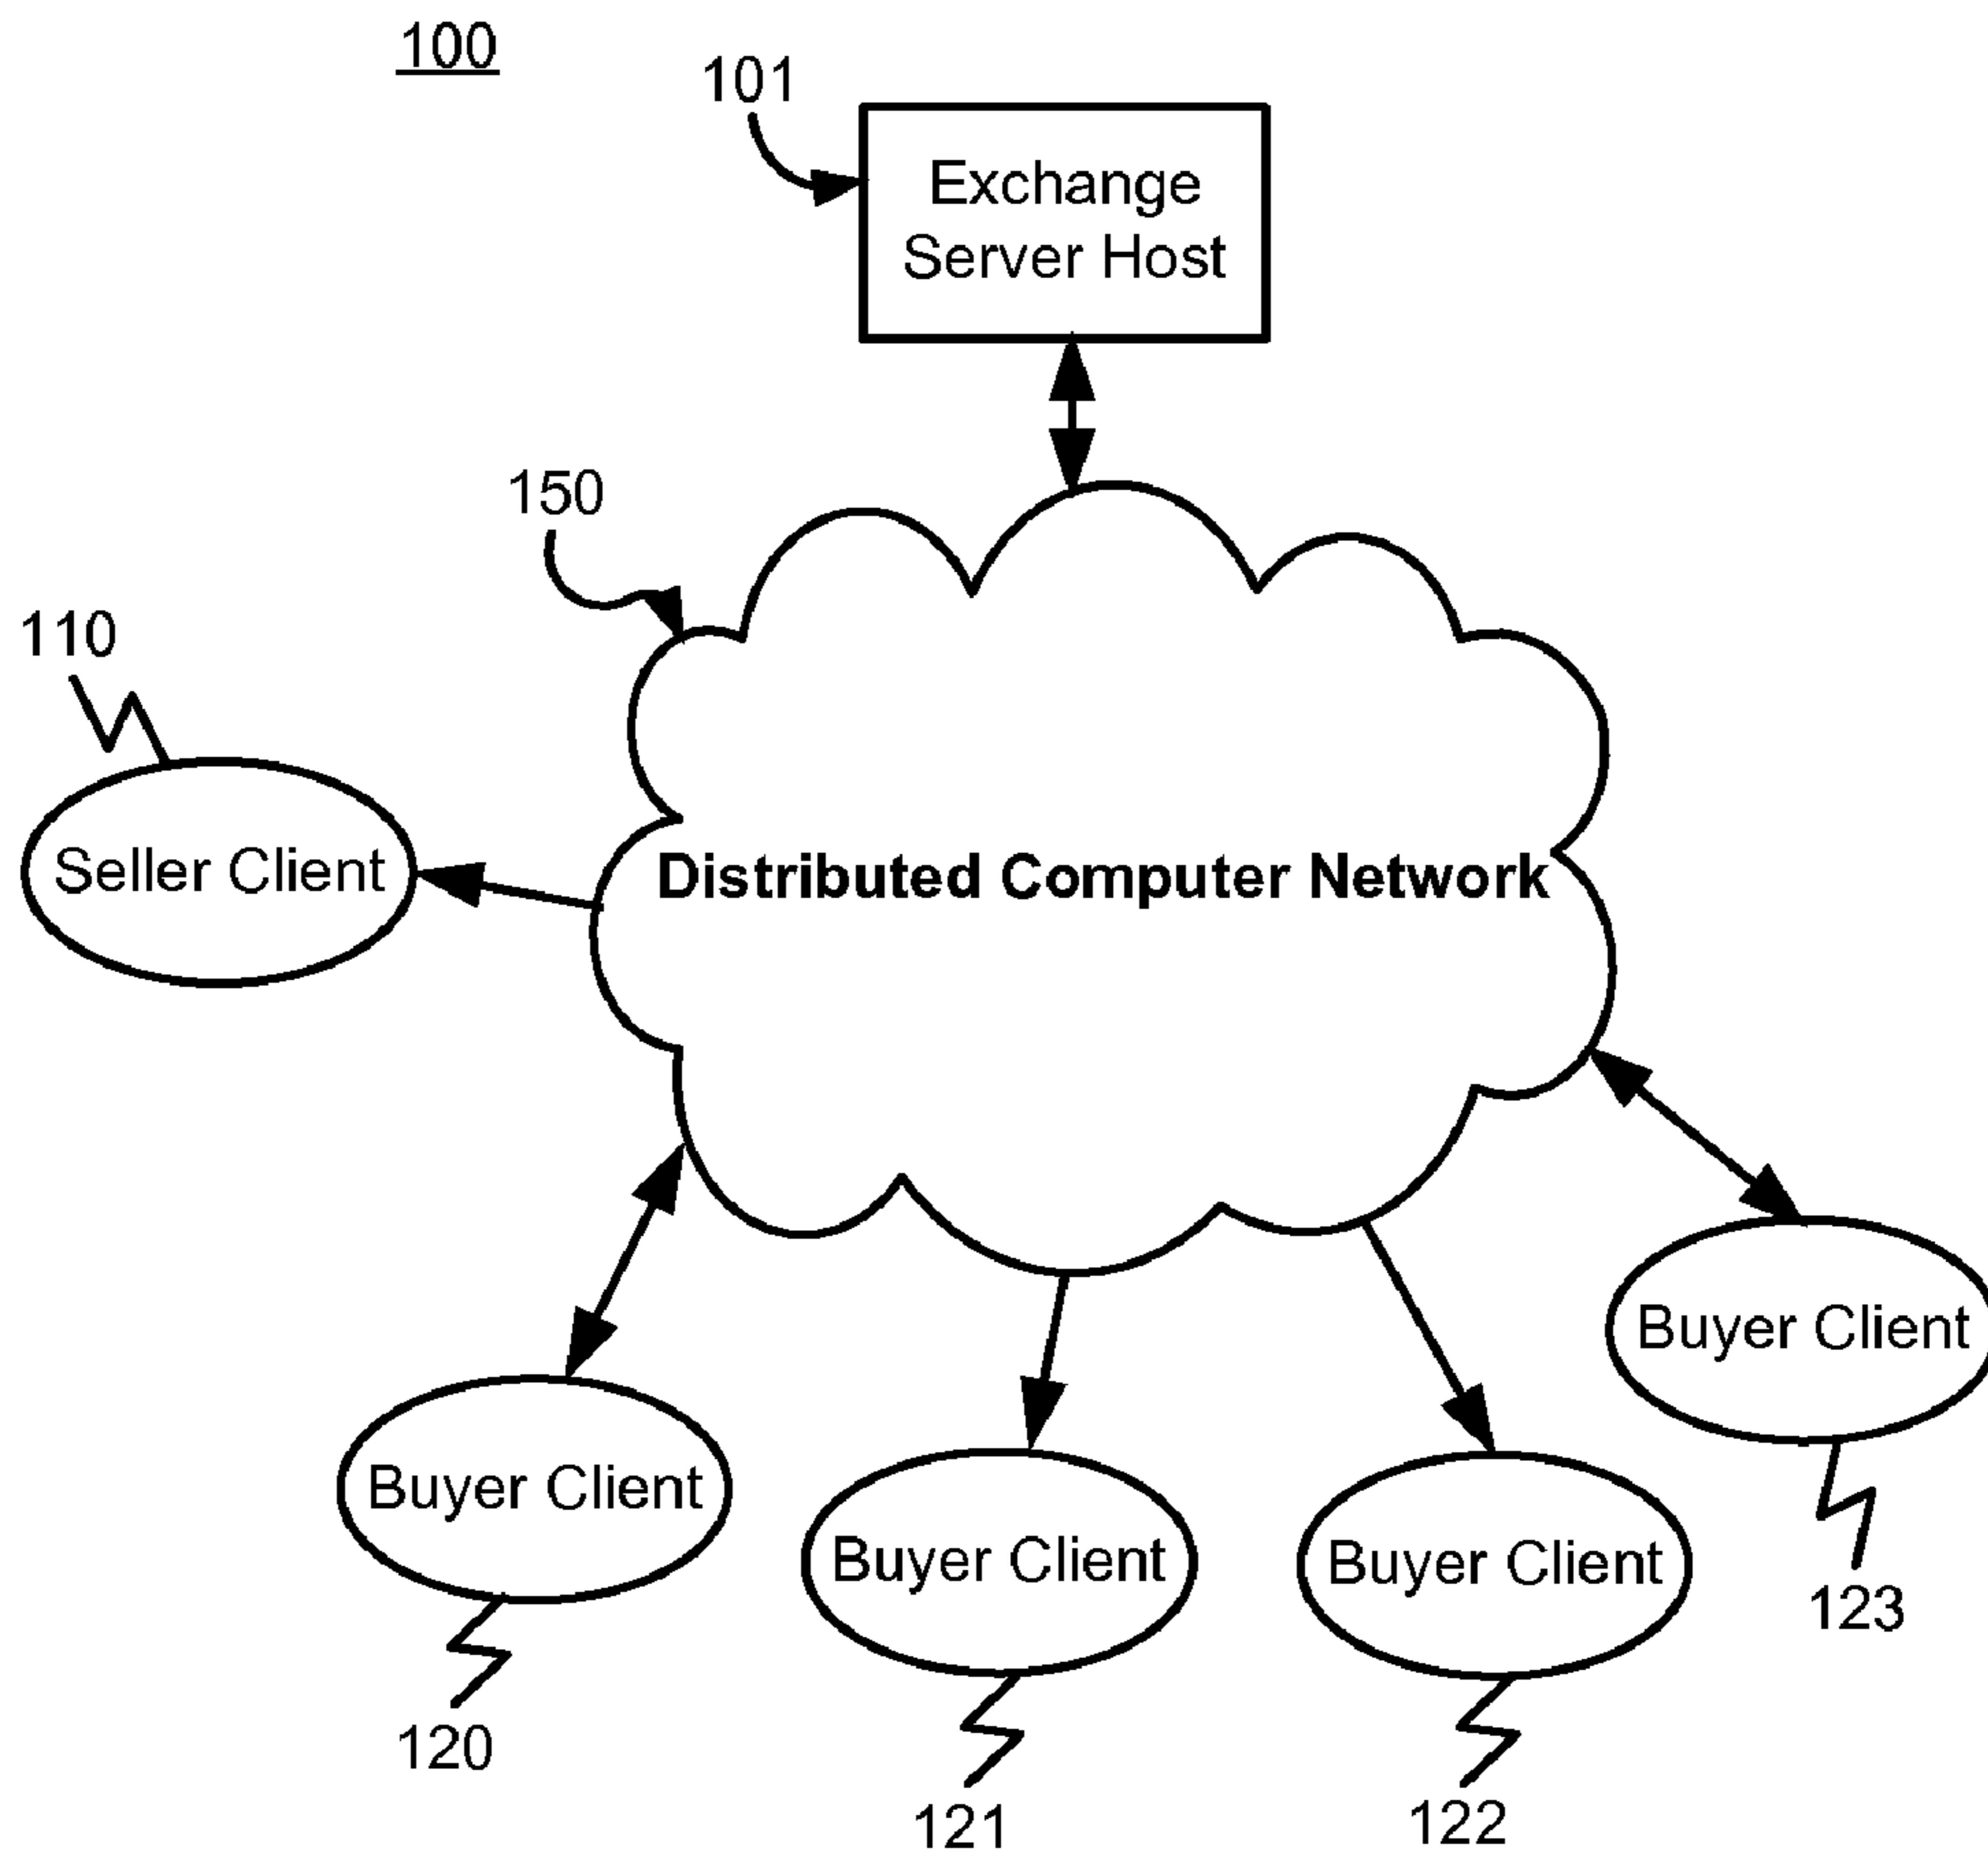 100
101
Exchange
Server Host
150
110
Seller Client
Distributed Computer Network
Buyer Client
Buyer Client
Buyer Client
Buyer Client
123
120
121
122